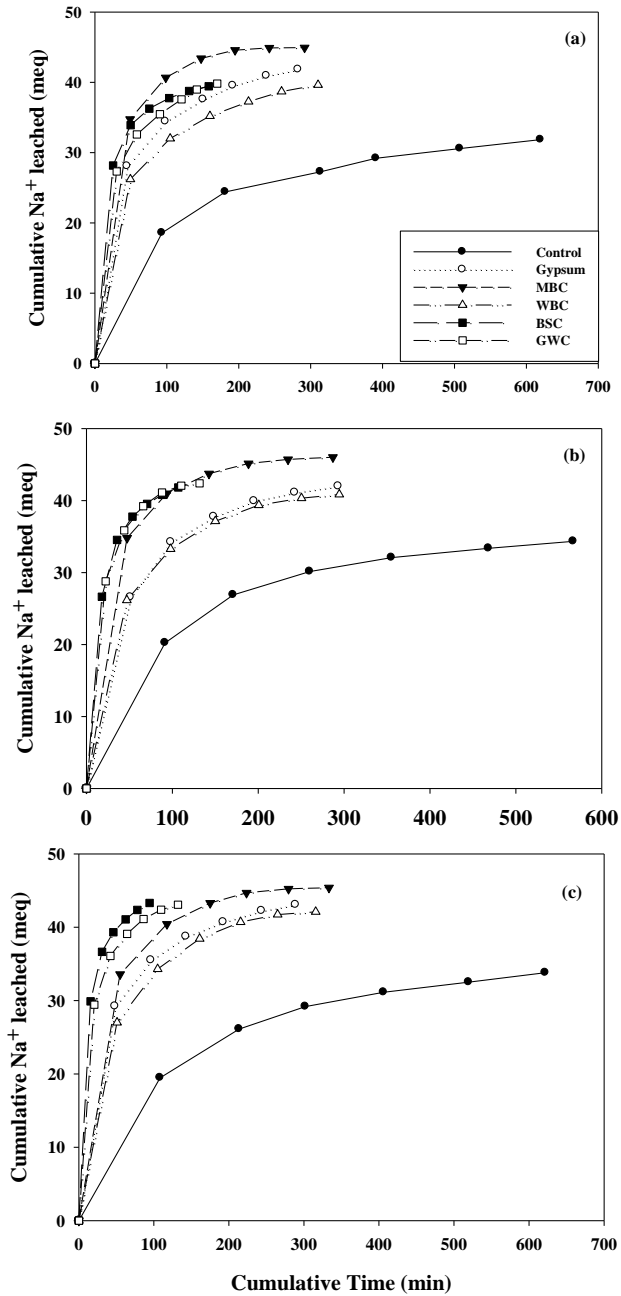 50
(a)
40
30
20
10
0
Cumulative Na⁺ leached (meq)
Control
Gypsum
MBC
WBC
BSC
GWC
0 100 200 300 400 500 600 700
50
(b)
40
30
20
10
0
Cumulative Na⁺ leached (meq)
0 100 200 300 400 500 600
50
(c)
40
30
20
10
0
Cumulative Na⁺ leached (meq)
0 100 200 300 400 500 600 700
Cumulative Time (min)